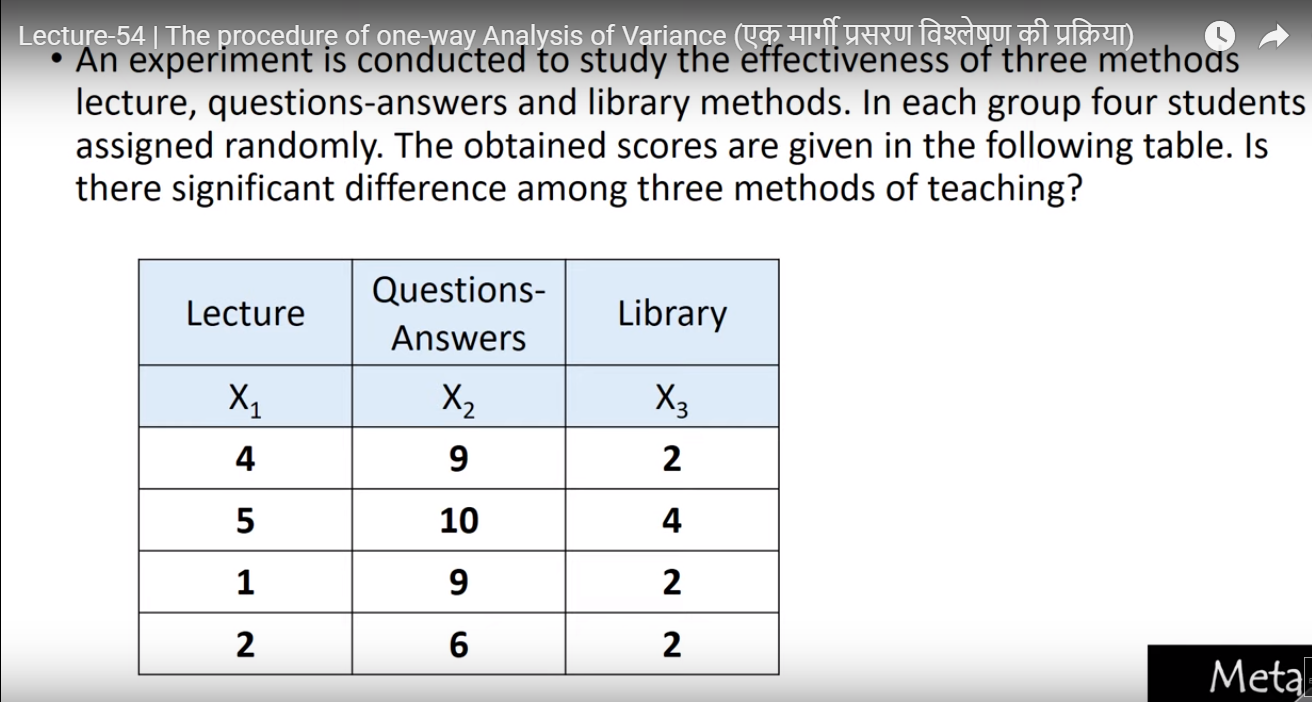 Lecture-54 | The procedure of one-way Analysis of Variance (एक मार्गी प्रसरण विश्लेषण की प्रक्रिया)
• An experiment is conducted to study the effectiveness of three methods
lecture, questions-answers and library methods. In each group four students
assigned randomly. The obtained scores are given in the following table. Is
there significant difference among three methods of teaching?
Lecture Questions-Answers Library
X₁ X₂ X₃
4 9 2
5 10 4
1 9 2
2 6 2
Meta